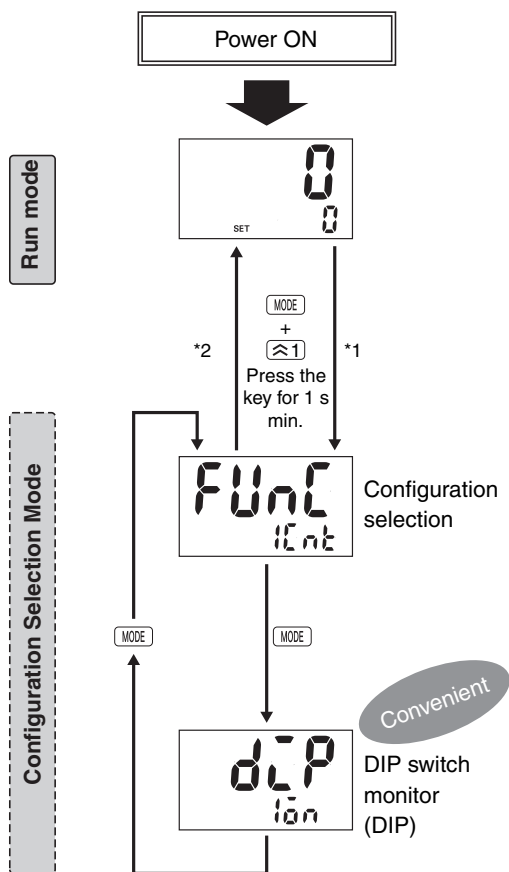 Power ON
Run mode
0
0
SET
*2
MODE
+
1
*1
Press the
key for 1 s
min.
Configuration Selection Mode
FUnC
1Cnt
Configuration
selection
MODE
MODE
Convenient
diP
1on
DIP switch
monitor
(DIP)